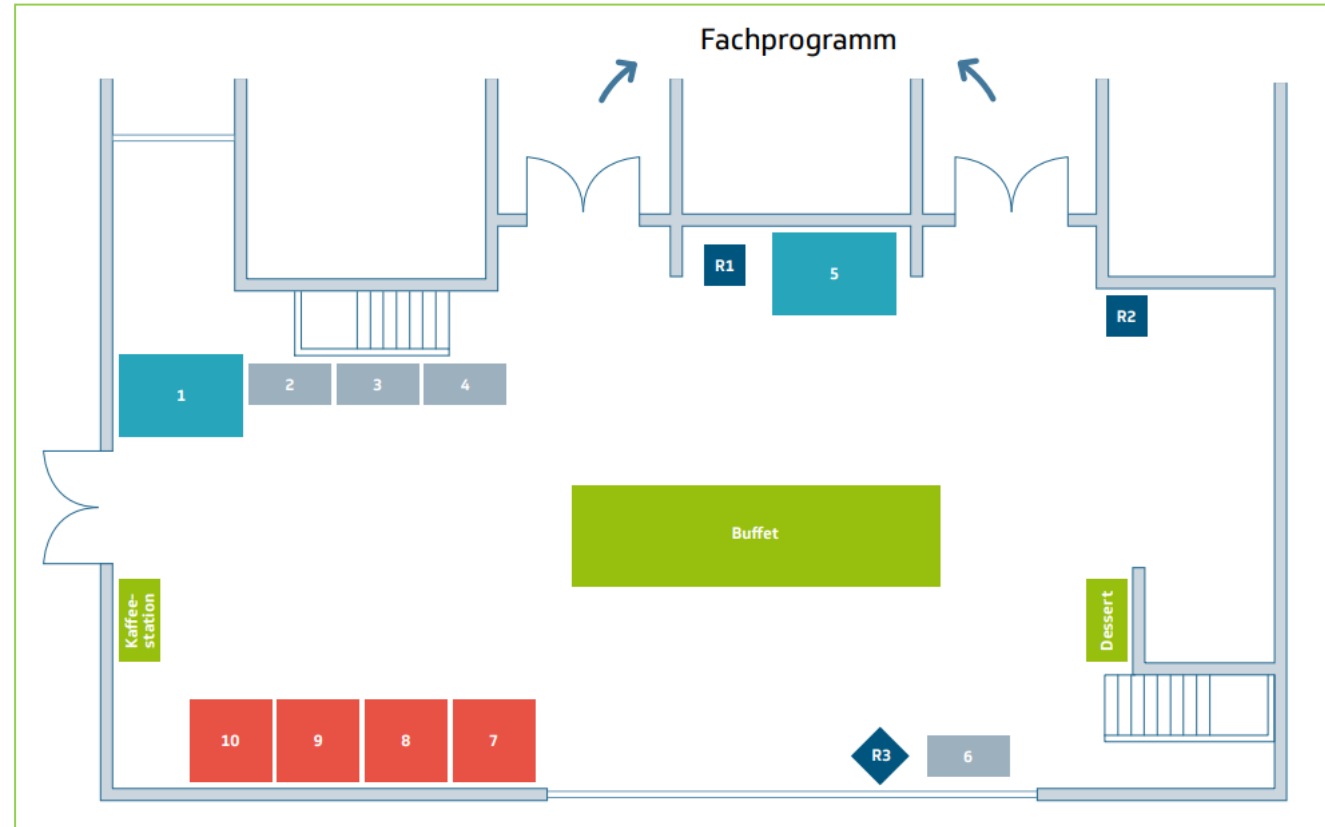 Fachprogramm
R1
5
R2
1
2
3
4
Buffet
Kaffee-
station
Dessert
10
9
8
7
R3
6